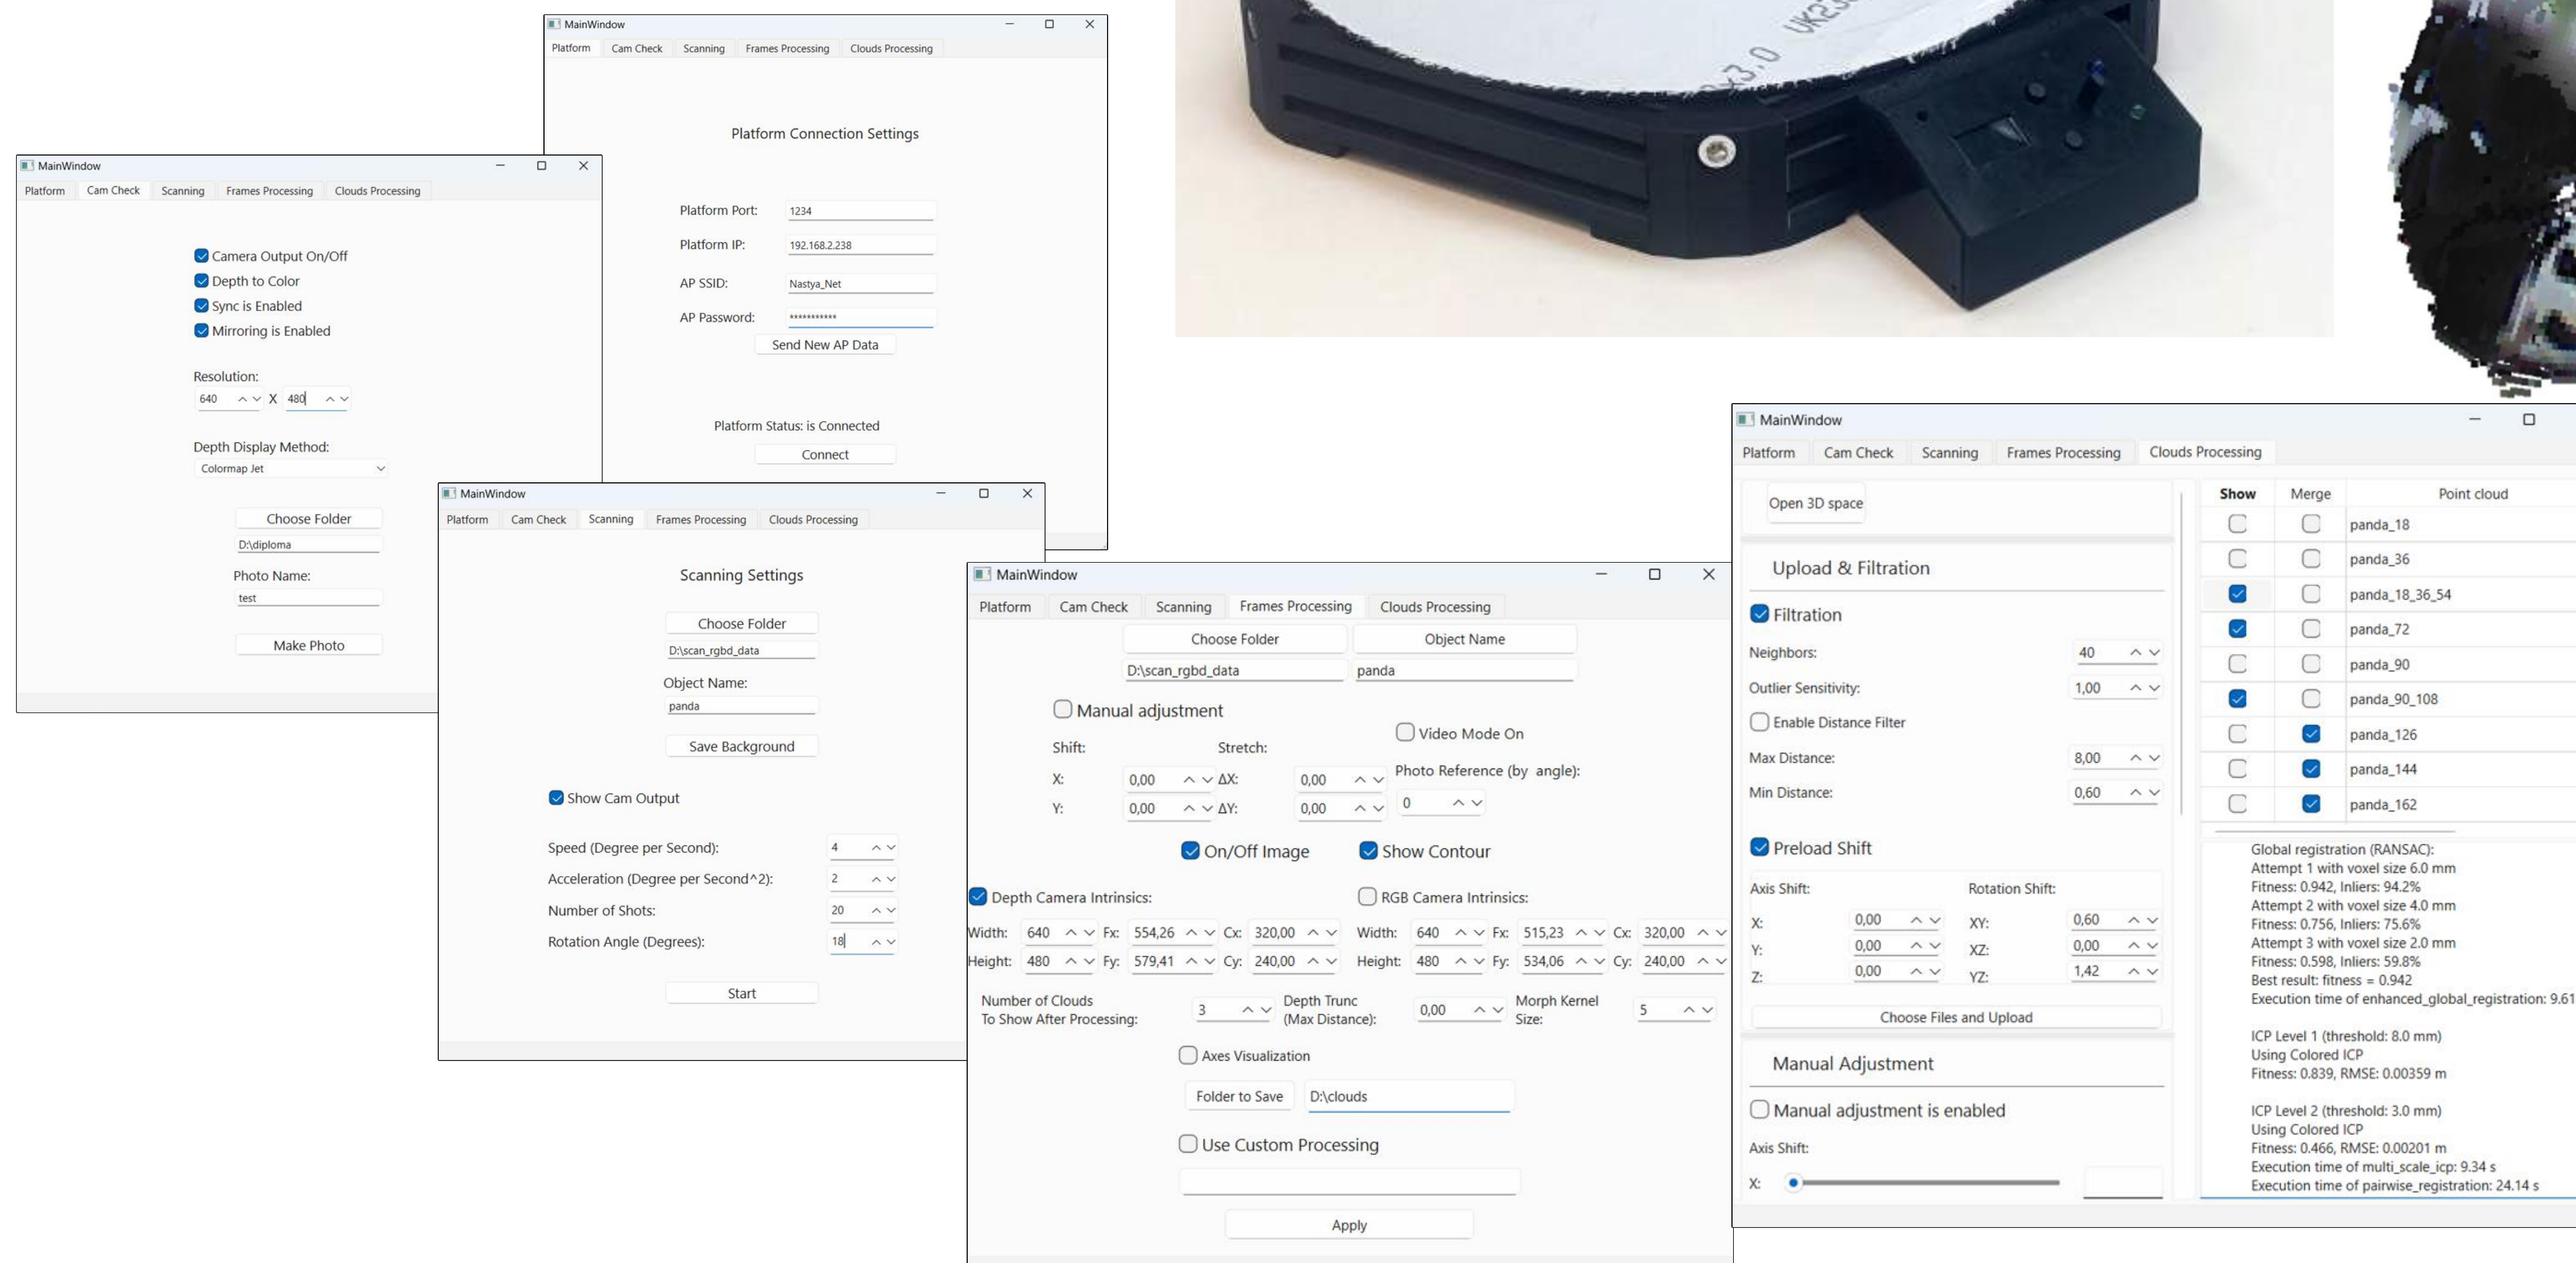 MainWindow
Platform Cam Check Scanning Frames Processing Clouds Processing
Platform Connection Settings
Platform Port: 1234
Platform IP: 192.168.2.238
AP SSID: Nastya_Net
AP Password: ***********
Send New AP Data
Platform Status: is Connected
Connect
MainWindow
Platform Cam Check Scanning Frames Processing Clouds Processing
Camera Output On/Off
Depth to Color
Sync is Enabled
Mirroring is Enabled
Resolution:
640 X 480
Depth Display Method:
Colormap Jet
Choose Folder
D:\diploma
Photo Name:
test
Make Photo
MainWindow
Platform Cam Check Scanning Frames Processing Clouds Processing
Scanning Settings
Choose Folder
D:\scan_rgbd_data
Object Name:
panda
Save Background
Show Cam Output
Speed (Degree per Second): 4
Acceleration (Degree per Second^2): 2
Number of Shots: 20
Rotation Angle (Degrees): 18
Start
MainWindow
Platform Cam Check Scanning Frames Processing Clouds Processing
Choose Folder Object Name
D:\scan_rgbd_data panda
Manual adjustment
Video Mode On
Shift: Stretch:
Photo Reference (by angle):
X: 0,00 ΔX: 0,00
0
Y: 0,00 ΔY: 0,00
On/Off Image Show Contour
Depth Camera Intrinsics: RGB Camera Intrinsics:
Width: 640 Fx: 554,26 Cx: 320,00 Width: 640 Fx: 515,23 Cx: 320,00
Height: 480 Fy: 579,41 Cy: 240,00 Height: 480 Fy: 534,06 Cy: 240,00
Number of Clouds
To Show After Processing: 3
Depth Trunc
(Max Distance): 0,00
Morph Kernel
Size: 5
Axes Visualization
Folder to Save D:\clouds
Use Custom Processing
Apply
MainWindow
Platform Cam Check Scanning Frames Processing Clouds Processing
Open 3D space
Upload & Filtration
Filtration
Neighbors: 40
Outlier Sensitivity: 1,00
Enable Distance Filter
Max Distance: 8,00
Min Distance: 0,60
Preload Shift
Axis Shift: Rotation Shift:
X: 0,00 XY: 0,60
Y: 0,00 XZ: 0,00
Z: 0,00 YZ: 1,42
Choose Files and Upload
Manual Adjustment
Manual adjustment is enabled
Axis Shift:
X:
Show Merge Point cloud
panda_18
panda_36
panda_18_36_54
panda_72
panda_90
panda_90_108
panda_126
panda_144
panda_162
Global registration (RANSAC):
Attempt 1 with voxel size 6.0 mm
Fitness: 0.942, Inliers: 94.2%
Attempt 2 with voxel size 4.0 mm
Fitness: 0.756, Inliers: 75.6%
Attempt 3 with voxel size 2.0 mm
Fitness: 0.598, Inliers: 59.8%
Best result: fitness = 0.942
Execution time of enhanced_global_registration: 9.61
ICP Level 1 (threshold: 8.0 mm)
Using Colored ICP
Fitness: 0.839, RMSE: 0.00359 m
ICP Level 2 (threshold: 3.0 mm)
Using Colored ICP
Fitness: 0.466, RMSE: 0.00201 m
Execution time of multi_scale_icp: 9.34 s
Execution time of pairwise_registration: 24.14 s